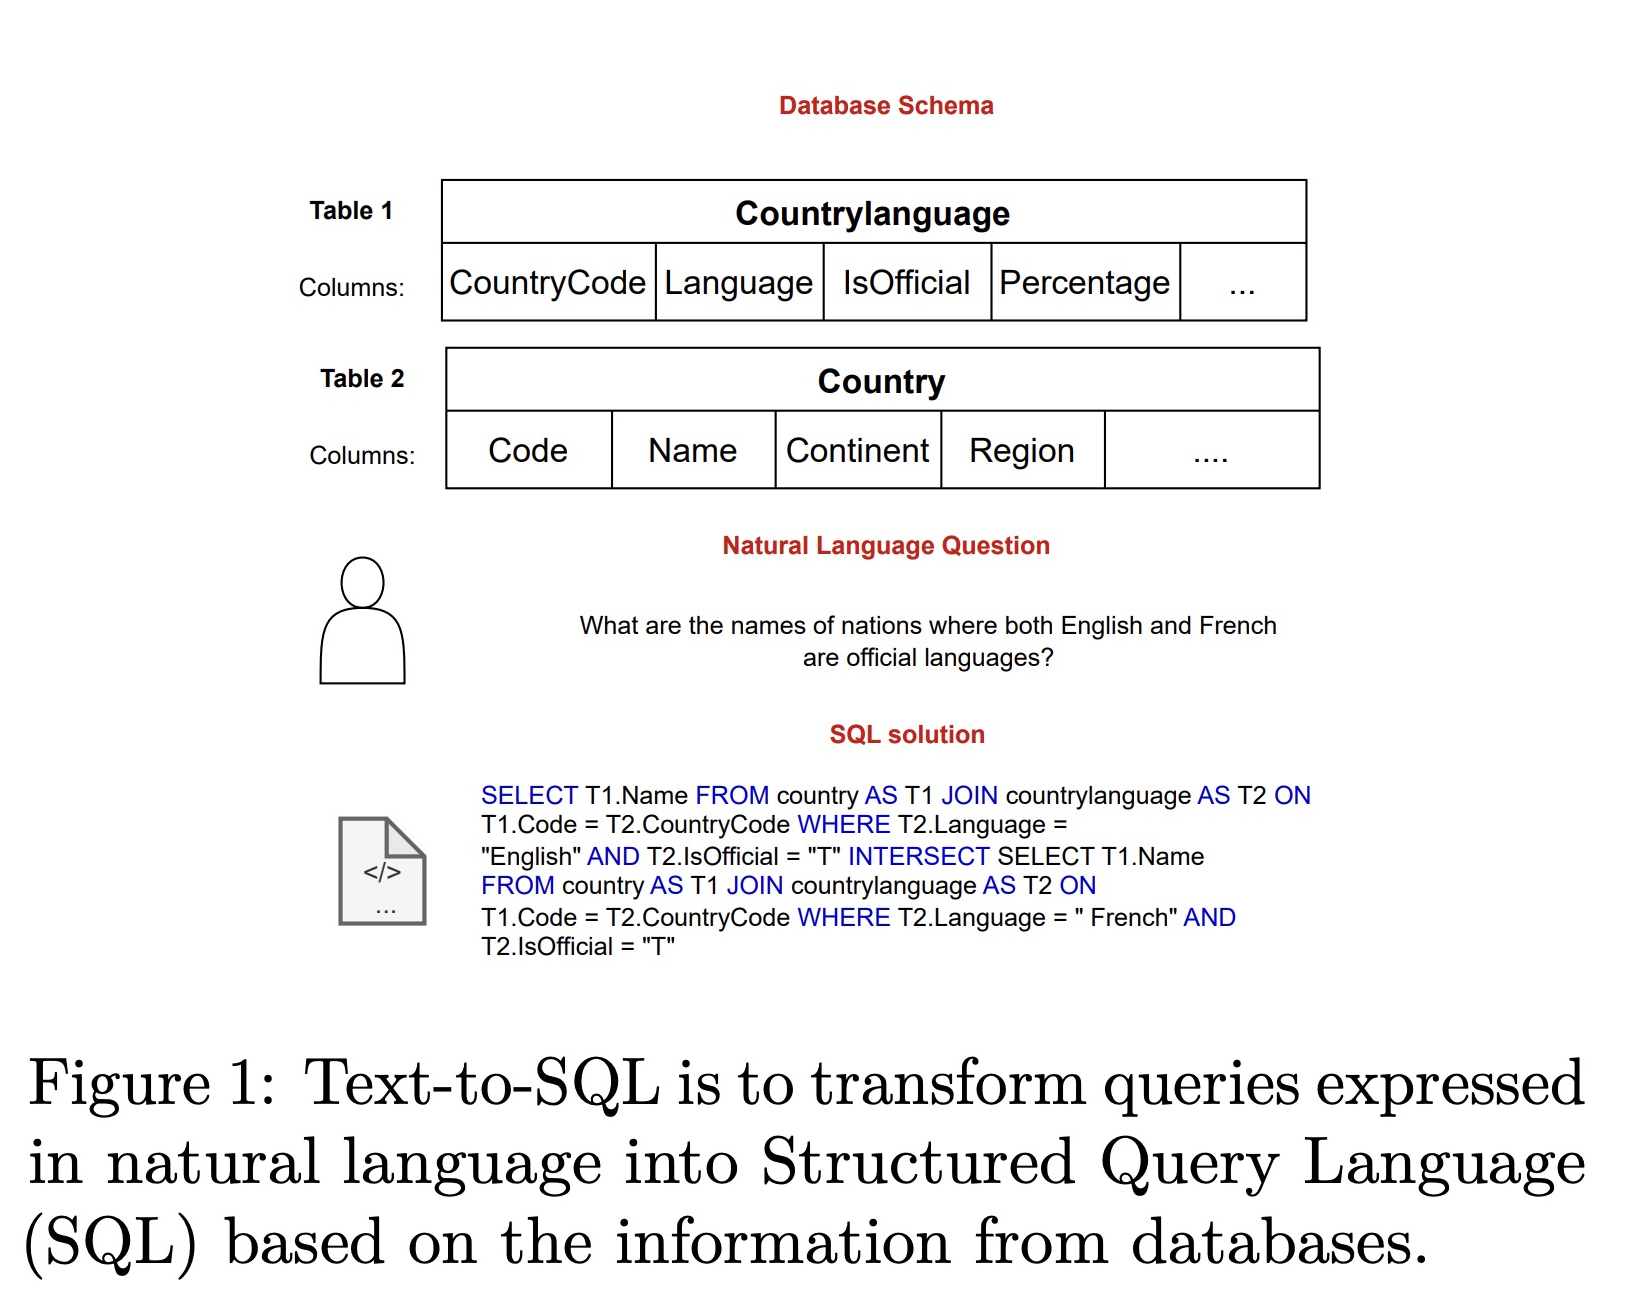 Database Schema
Table 1
Countrylanguage
Columns:
CountryCode Language IsOfficial Percentage ...
Table 2
Country
Columns:
Code Name Continent Region ....
Natural Language Question
What are the names of nations where both English and French
are official languages?
SQL solution
SELECT T1.Name FROM country AS T1 JOIN countrylanguage AS T2 ON
T1.Code = T2.CountryCode WHERE T2.Language =
"English" AND T2.IsOfficial = "T" INTERSECT SELECT T1.Name
FROM country AS T1 JOIN countrylanguage AS T2 ON
T1.Code = T2.CountryCode WHERE T2.Language = " French" AND
T2.IsOfficial = "T"
</>
...
Figure 1: Text-to-SQL is to transform queries expressed
in natural language into Structured Query Language
(SQL) based on the information from databases.